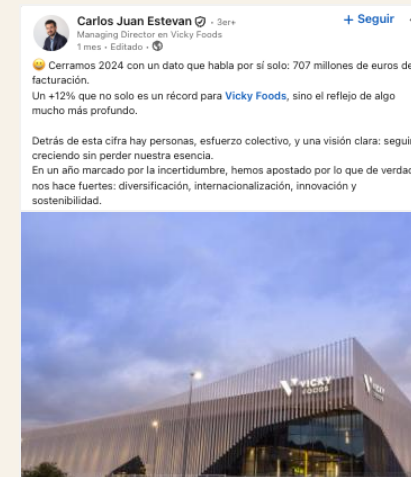 Carlos Juan Estevan · 3er+
+ Seguir
Managing Director en Vicky Foods
1 mes • Editado •
Cerramos 2024 con un dato que habla por sí solo: 707 millones de euros de
facturación.
Un +12% que no solo es un récord para Vicky Foods, sino el reflejo de algo
mucho más profundo.
Detrás de esta cifra hay personas, esfuerzo colectivo, y una visión clara: seguir
creciendo sin perder nuestra esencia.
En un año marcado por la incertidumbre, hemos apostado por lo que de verdad
nos hace fuertes: diversificación, internacionalización, innovación y
sostenibilidad.
VICKY
FOODS